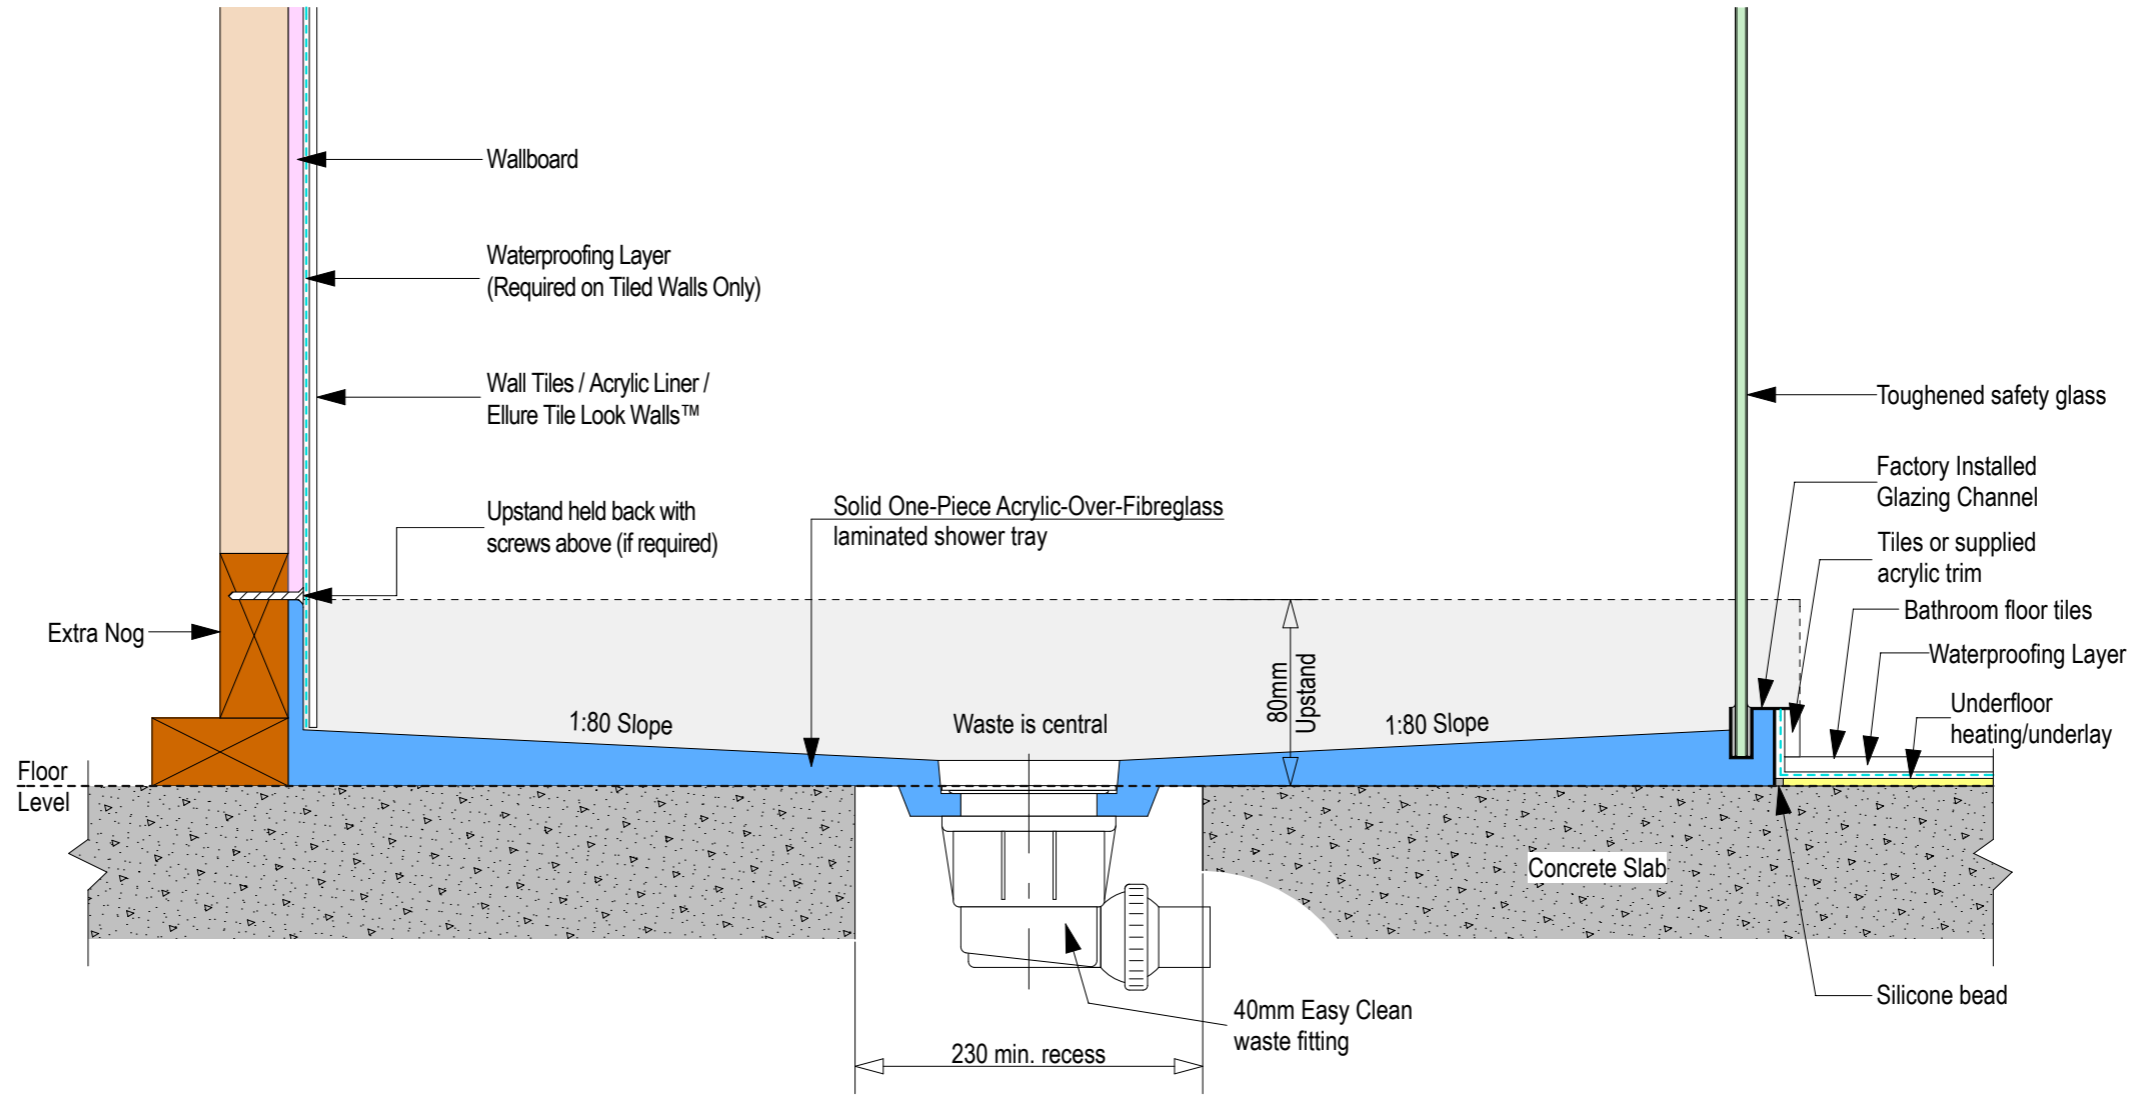 Wallboard
Waterproofing Layer
(Required on Tiled Walls Only)
Wall Tiles / Acrylic Liner /
Ellure Tile Look Walls™
Upstand held back with
screws above (if required)
Solid One-Piece Acrylic-Over-Fibreglass
laminated shower tray
Toughened safety glass
Factory Installed
Glazing Channel
Tiles or supplied
acrylic trim
Bathroom floor tiles
Waterproofing Layer
Underfloor
heating/underlay
Extra Nog
80mm
Upstand
1:80 Slope
Waste is central
1:80 Slope
Floor
Level
Concrete Slab
Silicone bead
40mm Easy Clean
waste fitting
230 min. recess